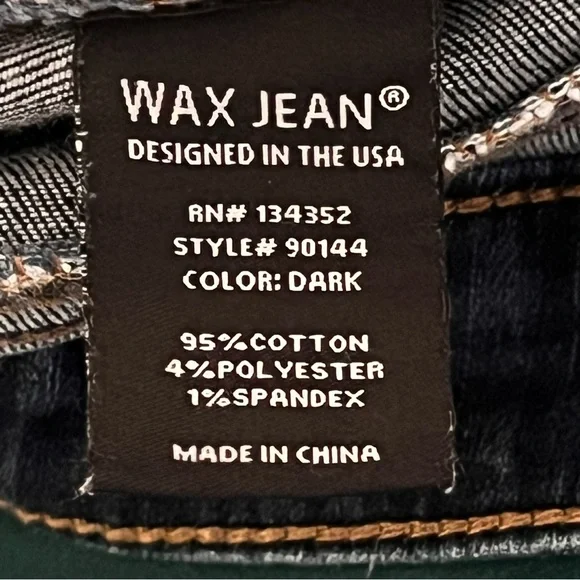 WAX JEAN®
DESIGNED IN THE USA
RN# 134352
STYLE# 90144
COLOR: DARK
95%COTTON
4%POLYESTER
1%SPANDEX
MADE IN CHINA